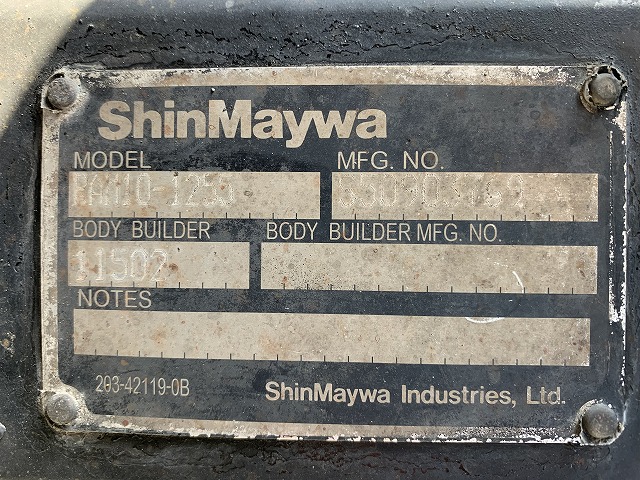 ShinMaywa
MODEL MFG. NO.
BODY BUILDER BODY BUILDER MFG. NO.
11502
NOTES
203-42119-0B ShinMaywa Industries, Ltd.